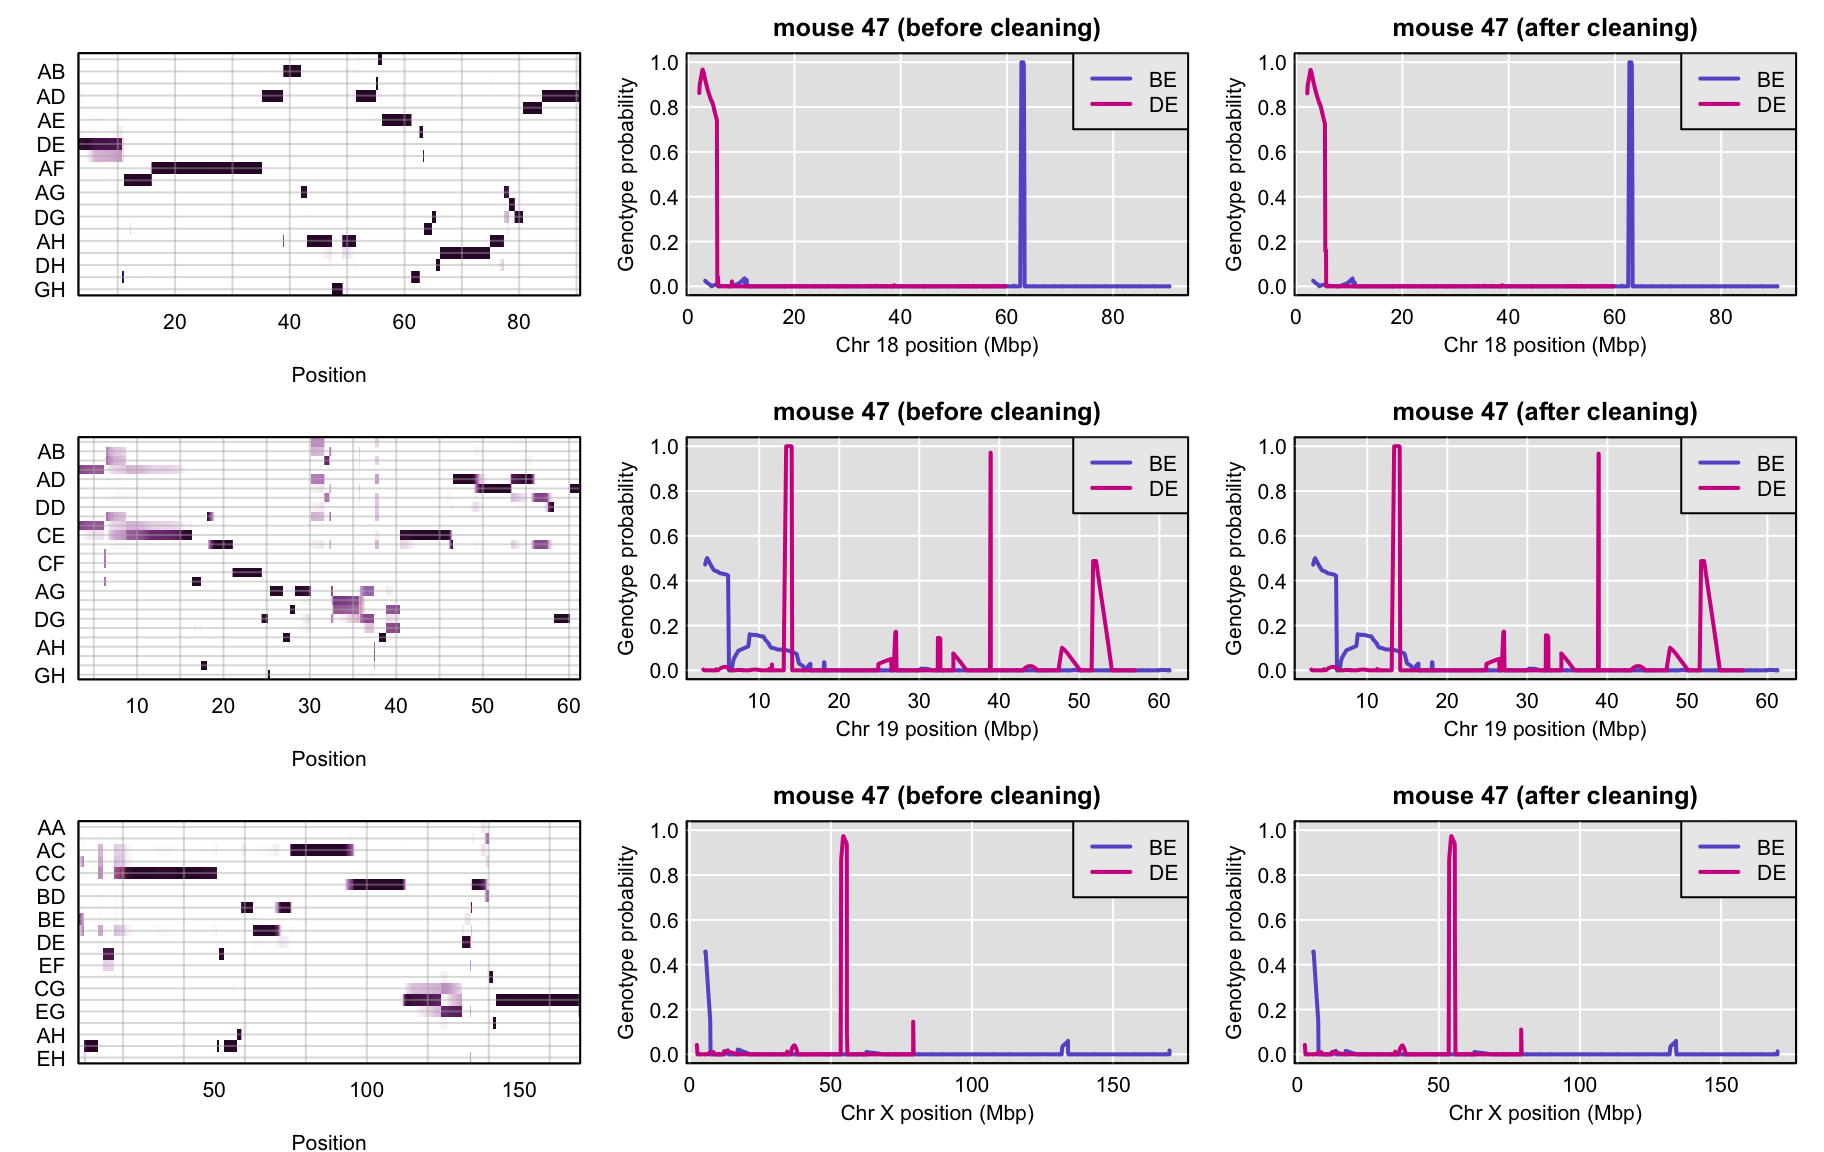 mouse 47 (before cleaning)
mouse 47 (after cleaning)
AB
AD
AE
DE
AF
AG
DG
AH
DH
GH
20 40 60 80
Position
Genotype probability
1.0
0.8
0.6
0.4
0.2
0.0
BE
DE
0 20 40 60 80
Chr 18 position (Mbp)
Genotype probability
1.0
0.8
0.6
0.4
0.2
0.0
BE
DE
0 20 40 60 80
Chr 18 position (Mbp)
mouse 47 (before cleaning)
mouse 47 (after cleaning)
AB
AD
DD
CE
CF
AG
DG
AH
GH
10 20 30 40 50 60
Position
Genotype probability
1.0
0.8
0.6
0.4
0.2
0.0
BE
DE
10 20 30 40 50 60
Chr 19 position (Mbp)
Genotype probability
1.0
0.8
0.6
0.4
0.2
0.0
BE
DE
10 20 30 40 50 60
Chr 19 position (Mbp)
mouse 47 (before cleaning)
mouse 47 (after cleaning)
AA
AC
CC
BD
BE
DE
EF
CG
EG
AH
EH
50 100 150
Position
Genotype probability
1.0
0.8
0.6
0.4
0.2
0.0
BE
DE
0 50 100 150
Chr X position (Mbp)
Genotype probability
1.0
0.8
0.6
0.4
0.2
0.0
BE
DE
0 50 100 150
Chr X position (Mbp)